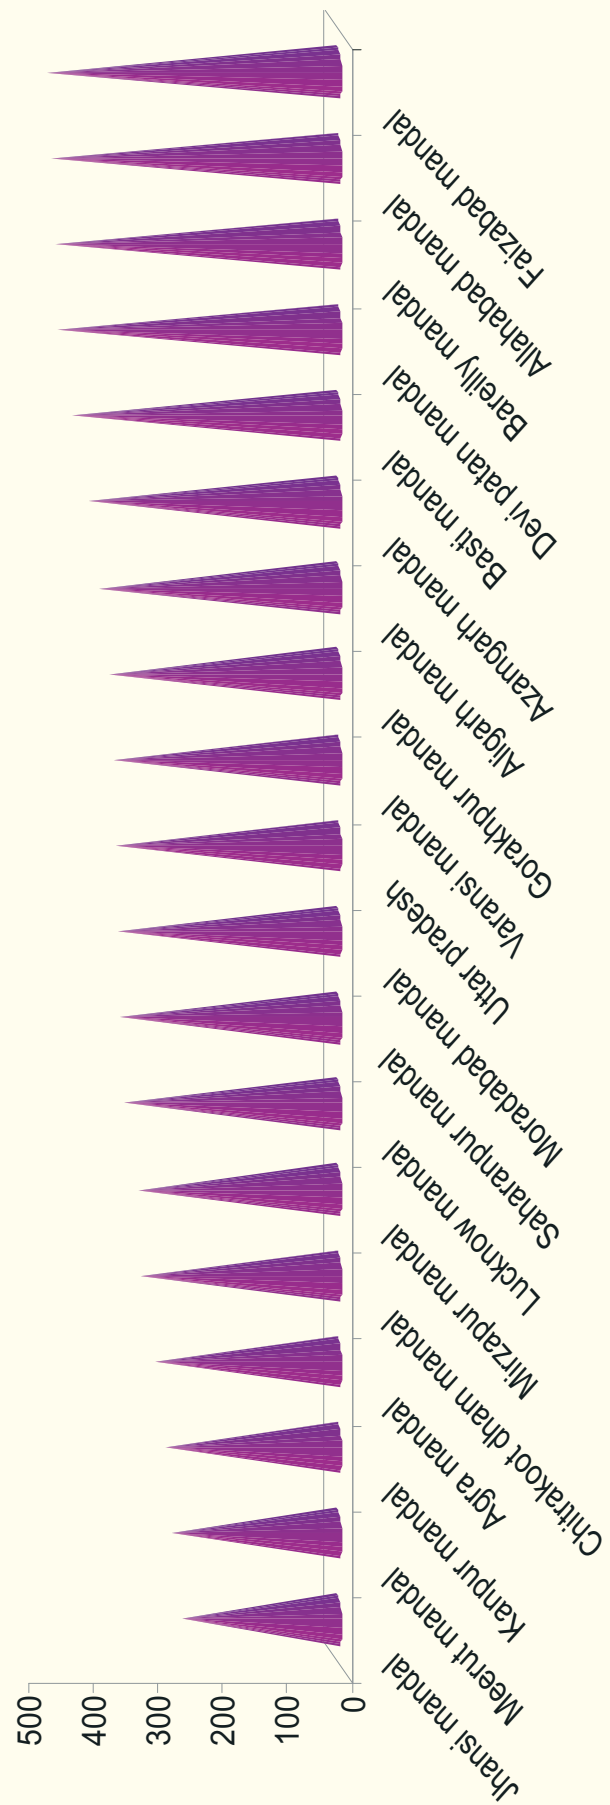 500
400
300
200
100
0
Jhansi mandal
Meerut mandal
Kanpur mandal
Agra mandal
Chitrakoot dham mandal
Mirzapur mandal
Lucknow mandal
Saharanpur mandal
Moradabad mandal
Uttar pradesh
Varansi mandal
Gorakhpur mandal
Aligarh mandal
Azamgarh mandal
Basti mandal
Devi patan mandal
Bareilly mandal
Allahabad mandal
Faizabad mandal